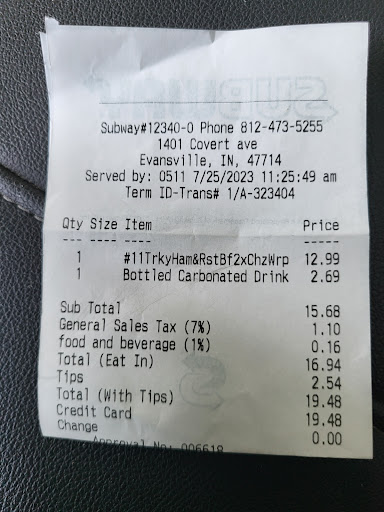 Subway#12340-0 Phone 812-473-5255
1401 Covert ave
Evansville, IN, 47714
Served by: 0511 7/25/2023 11:25:49 am
Term ID-Trans# 1/A-323404
Qty Size Item Price
1 #11TrkyHam&RstBf2xChzWrp 12.99
1 Bottled Carbonated Drink 2.69
Sub Total 15.68
General Sales Tax (7%) 1.10
food and beverage (1%) 0.16
Total (Eat In) 16.94
Tips 2.54
Total (With Tips) 19.48
Credit Card 19.48
Change 0.00
Approval No: 006618